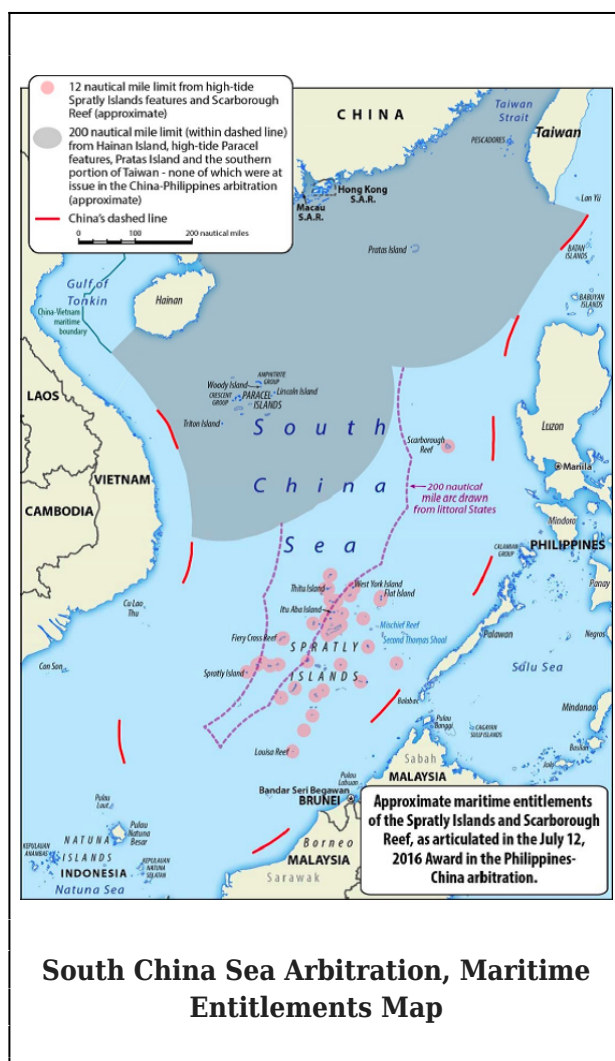 12 nautical mile limit from high-tide
Spratly Islands features and Scarborough
Reef (approximate)
200 nautical mile limit (within dashed line)
from Hainan Island, high-tide Paracel
features, Pratas Island and the southern
portion of Taiwan - none of which were at
issue in the China-Philippines arbitration
(approximate)
China's dashed line
0 200 nautical miles
CHINA
Taiwan
Strait
Taiwan
PESCADORES
Hong Kong
S.A.R.
Macau
S.A.R.
Lan Yü
Pratas Island
BATAN
ISLANDS
Gulf of
Tonkin
Hainan
BABUYAN
ISLANDS
China-Vietnam
maritime
boundary
AMPHITRITE
GROUP
Woody Island
Lincoln Island
CRESCENT
GROUP
PARACEL
ISLANDS
LAOS
Triton Island
South
Scarborough
Reef
Luzon
Manila
VIETNAM
China
200 nautical
mile arc drawn
from littoral States
CAMBODIA
Mindoro
Sea
CALAMIAN
GROUP
PHILIPPINES
Panay
Thitu Island
West York Island
Flat Island
Cu Lao
Thu
Itu Aba Island
Mischief Reef
Second Thomas Shoal
Fiery Cross Reef
Negros
Palawan
SPRATLY
Con Son
Spratly Island
ISLANDS
Sulu Sea
Balabac
Mindanao
Pulau
Banggi
CAGAYAN
SULU ISLANDS
Basilan
Louisa Reef
Jolo
Sabah
Pulau
Labuan
MALAYSIA
Bandar Seri Begawan
BRUNEI
Pulau
Laut
Pulau
Natuna
Besar
NATUNA
ISLANDS
KEPULAUAN
ANAMBAS
KEPULAUAN
NATUNA
SELATAN
INDONESIA
Natuna Sea
Borneo
MALAYSIA
Sarawak
Approximate maritime entitlements
of the Spratly Islands and Scarborough
Reef, as articulated in the July 12,
2016 Award in the Philippines-
China arbitration.
South China Sea Arbitration, Maritime
Entitlements Map